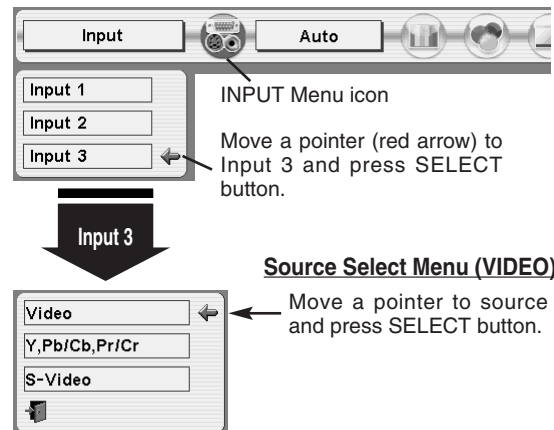 Input
Auto
Input 1
Input 2
Input 3
INPUT Menu icon
Move a pointer (red arrow) to
Input 3 and press SELECT
button.
Input 3
Source Select Menu (VIDEO)
Video
Y,Pb/Cb,Pr/Cr
S-Video
Move a pointer to source
and press SELECT button.